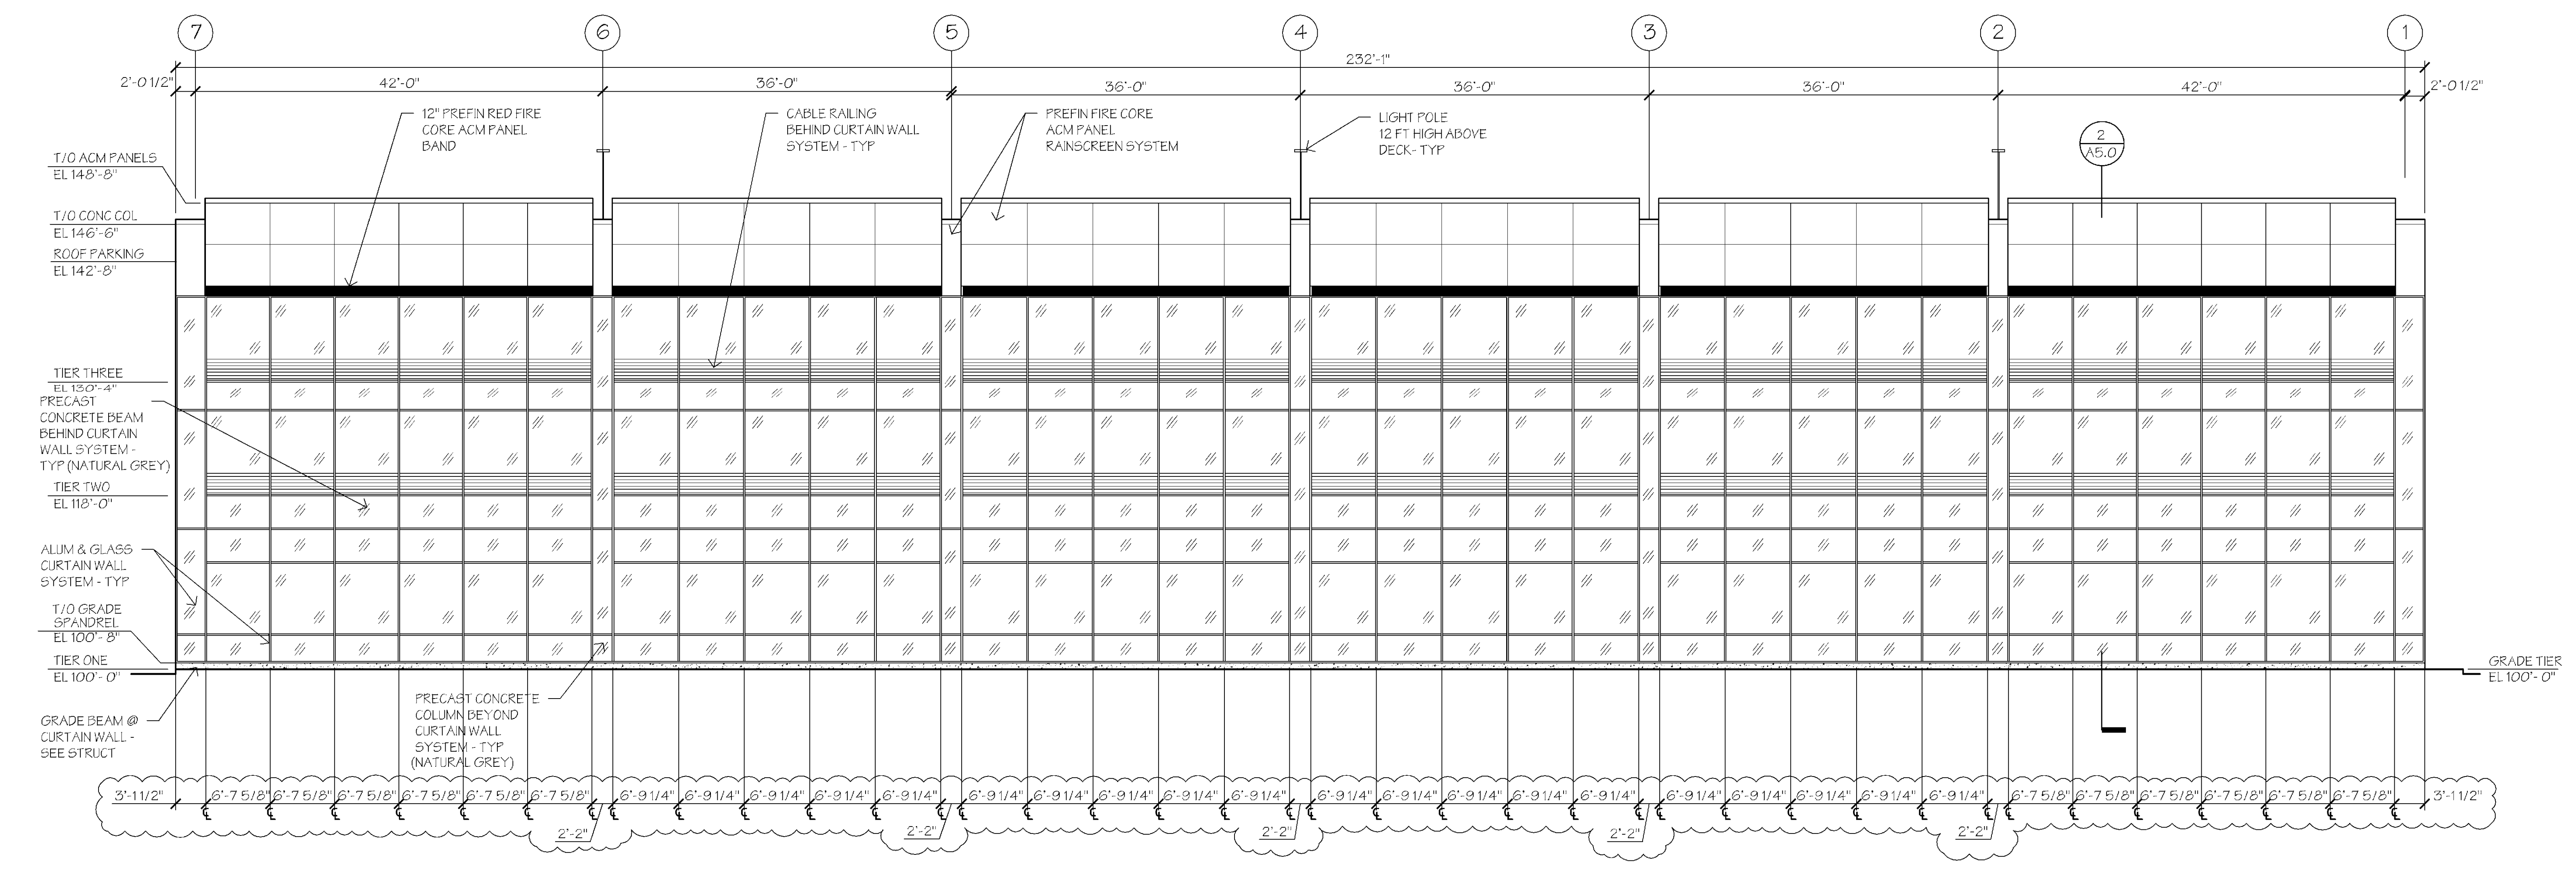 7 6 5 4 3 2 1
232'-1"
2'-0 1/2" 42'-0" 36'-0" 36'-0" 36'-0" 36'-0" 42'-0" 2'-0 1/2"
12" PREFIN RED FIRE
CORE ACM PANEL
BAND
CABLE RAILING
BEHIND CURTAIN WALL
SYSTEM - TYP
PREFIN FIRE CORE
ACM PANEL
RAINSCREEN SYSTEM
LIGHT POLE
12 FT HIGH ABOVE
DECK- TYP
2
A5.0
T/O ACM PANELS
EL 148'-8"
T/O CONC COL
EL 146'-6"
ROOF PARKING
EL 142'-8"
TIER THREE
EL 130'-4"
PRECAST
CONCRETE BEAM
BEHIND CURTAIN
WALL SYSTEM -
TYP (NATURAL GREY)
TIER TWO
EL 118'-0"
ALUM & GLASS
CURTAIN WALL
SYSTEM - TYP
T/O GRADE
SPANDREL
EL 100'- 8"
TIER ONE
EL 100'- 0"
GRADE BEAM @
CURTAIN WALL -
SEE STRUCT
PRECAST CONCRETE
COLUMN BEYOND
CURTAIN WALL
SYSTEM - TYP
(NATURAL GREY)
GRADE TIER
EL 100'- 0"
3'-1 1/2" 6'-7 5/8" 6'-7 5/8" 6'-7 5/8" 6'-7 5/8" 6'-7 5/8" 6'-7 5/8" 6'-9 1/4" 6'-9 1/4" 6'-9 1/4" 6'-9 1/4" 6'-9 1/4" 6'-9 1/4" 6'-9 1/4" 6'-9 1/4" 6'-9 1/4" 6'-9 1/4" 6'-9 1/4" 6'-9 1/4" 6'-9 1/4" 6'-9 1/4" 6'-9 1/4" 6'-9 1/4" 6'-9 1/4" 6'-9 1/4" 6'-9 1/4" 6'-9 1/4" 6'-7 5/8" 6'-7 5/8" 6'-7 5/8" 6'-7 5/8" 6'-7 5/8" 6'-7 5/8" 3'-1 1/2"
2'-2" 2'-2" 2'-2" 2'-2" 2'-2"